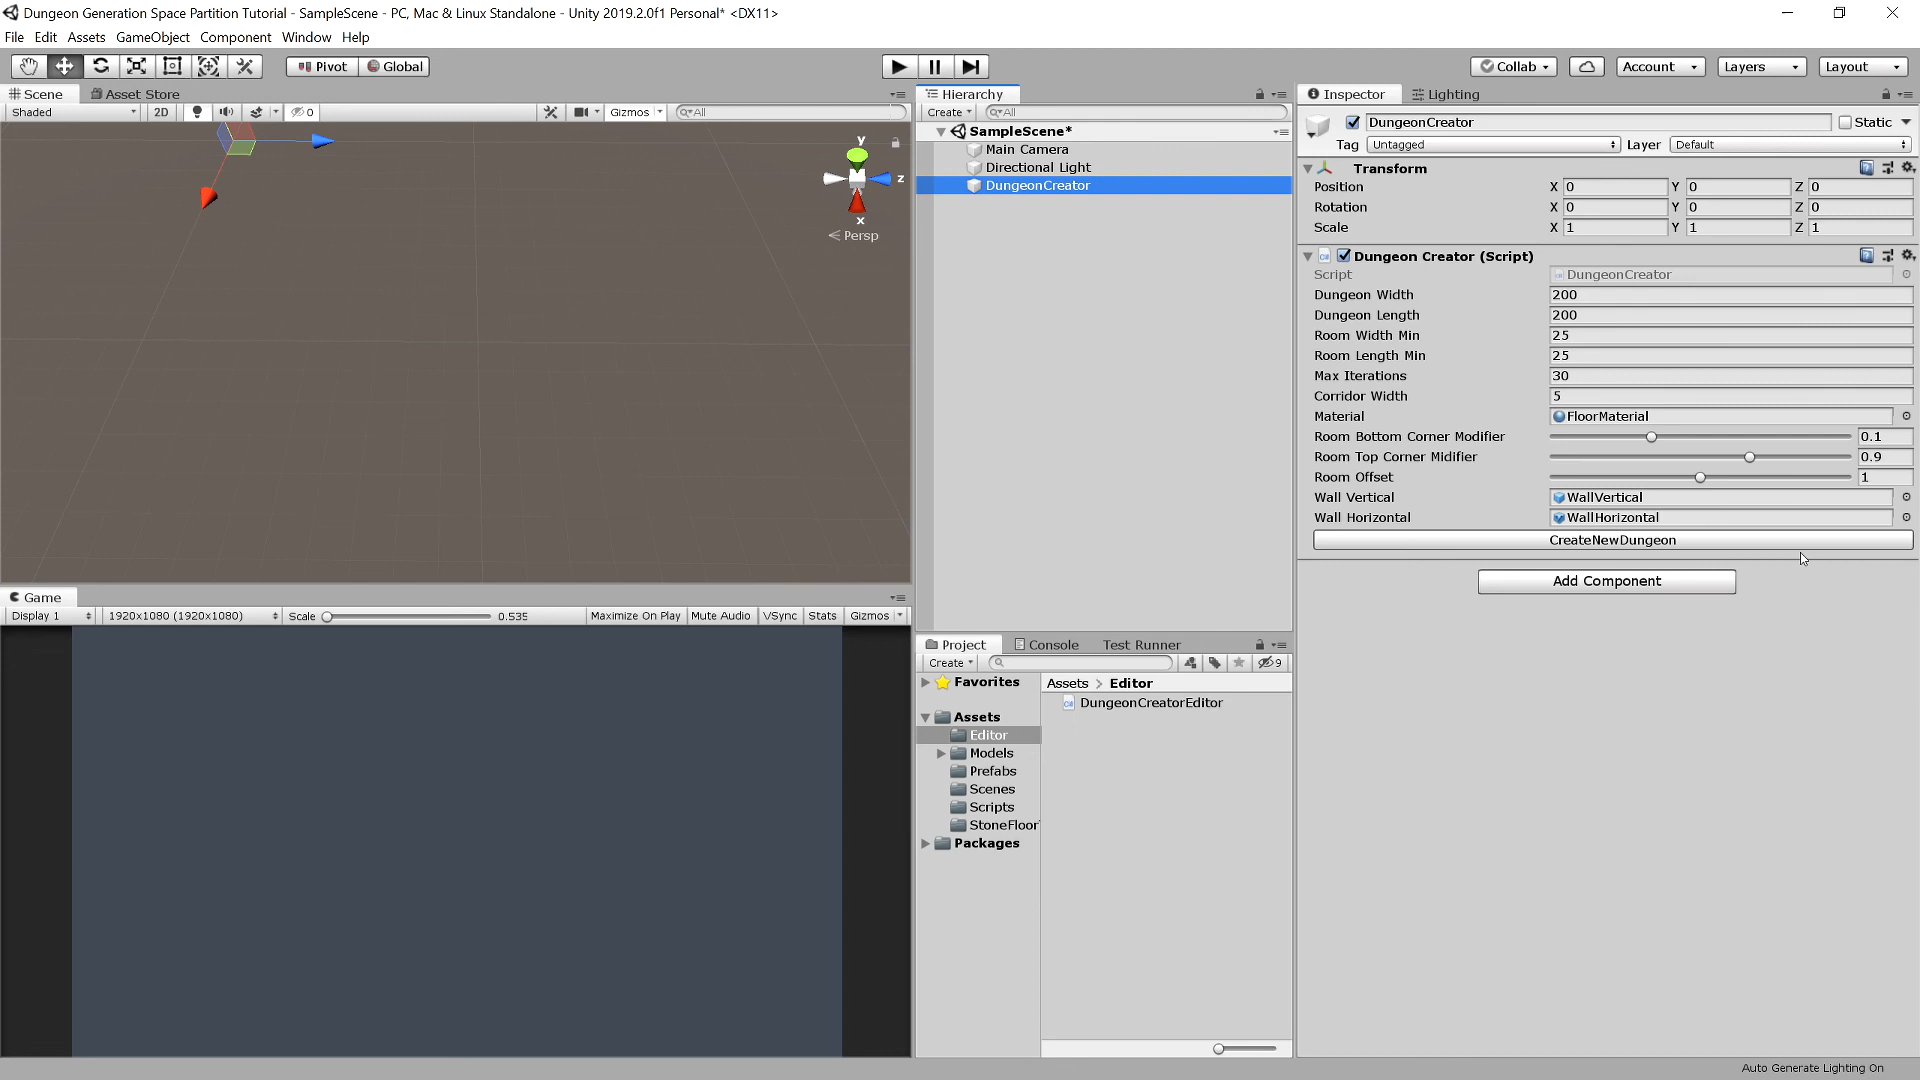 Dungeon Generation Space Partition Tutorial - SampleScene - PC, Mac & Linux Standalone - Unity 2019.2.0f1 Personal* <DX11>
File Edit Assets GameObject Component Window Help
Pivot Global Collab Account Layers Layout
Scene Asset Store
Shaded 2D 0 Gizmos All
y
z
x
Persp
Game
Display 1 1920x1080 (1920x1080) Scale 0.535 Maximize On Play Mute Audio VSync Stats Gizmos
Hierarchy
Create All
SampleScene*
Main Camera
Directional Light
DungeonCreator
Project Console Test Runner
Create 9
Favorites
Assets
Editor
Models
Prefabs
Scenes
Scripts
StoneFloor
Packages
Assets > Editor
DungeonCreatorEditor
Inspector Lighting
DungeonCreator Static
Tag Untagged Layer Default
Transform
Position X 0 Y 0 Z 0
Rotation X 0 Y 0 Z 0
Scale X 1 Y 1 Z 1
Dungeon Creator (Script)
Script DungeonCreator
Dungeon Width 200
Dungeon Length 200
Room Width Min 25
Room Length Min 25
Max Iterations 30
Corridor Width 5
Material FloorMaterial
Room Bottom Corner Modifier 0.1
Room Top Corner Midifier 0.9
Room Offset 1
Wall Vertical WallVertical
Wall Horizontal WallHorizontal
CreateNewDungeon
Add Component
Auto Generate Lighting On